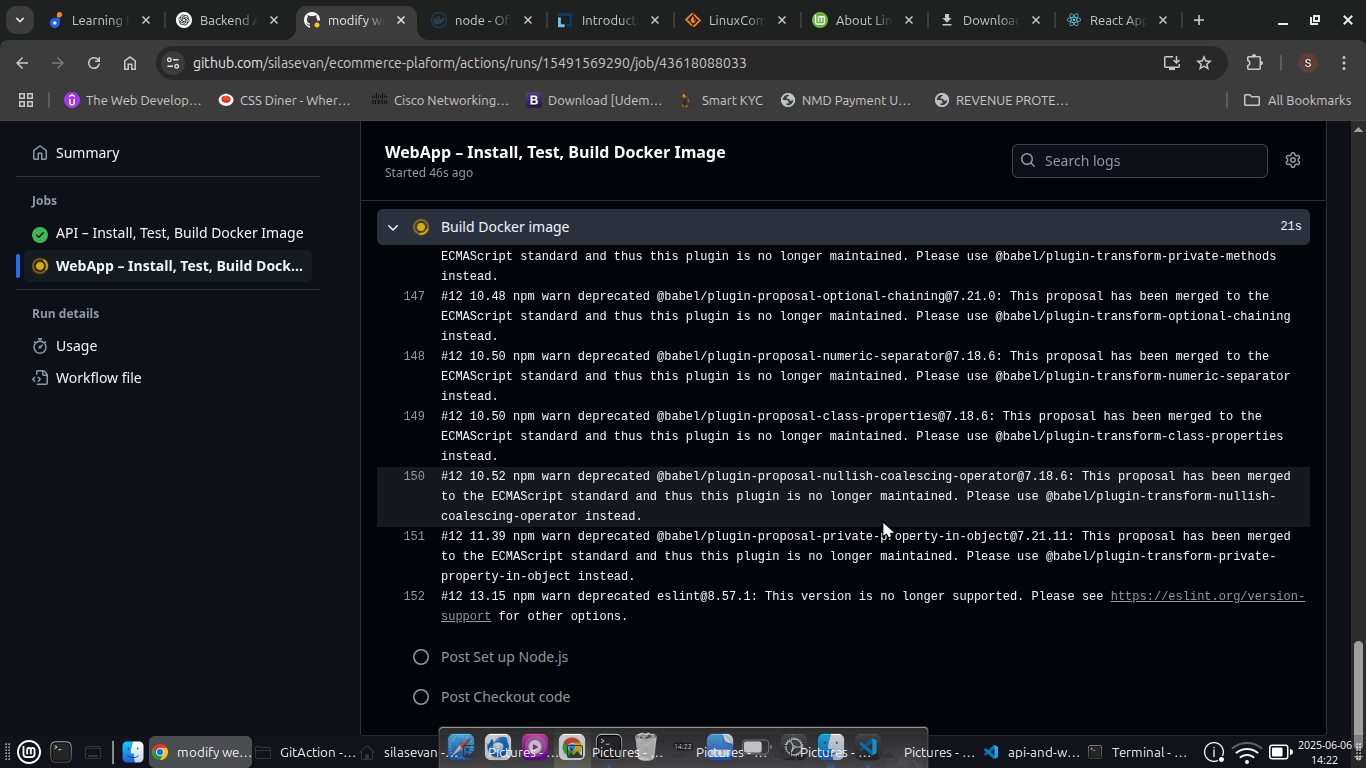 Learning
Backend A
modify we
node - Of
Introduct
LinuxCom
About Lin
Downloa
React App
github.com/silasevan/ecommerce-plaform/actions/runs/15491569290/job/43618088033
S
The Web Develop…
CSS Diner - Wher…
Cisco Networking…
B
Download [Udem…
Smart KYC
NMD Payment U…
REVENUE PROTE…
All Bookmarks
Summary
Jobs
API – Install, Test, Build Docker Image
WebApp – Install, Test, Build Dock...
Run details
Usage
Workflow file
WebApp – Install, Test, Build Docker Image
Started 46s ago
Search logs
Build Docker image
21s
ECMAScript standard and thus this plugin is no longer maintained. Please use @babel/plugin-transform-private-methods
instead.
147 #12 10.48 npm warn deprecated @babel/plugin-proposal-optional-chaining@7.21.0: This proposal has been merged to the
ECMAScript standard and thus this plugin is no longer maintained. Please use @babel/plugin-transform-optional-chaining
instead.
148 #12 10.50 npm warn deprecated @babel/plugin-proposal-numeric-separator@7.18.6: This proposal has been merged to the
ECMAScript standard and thus this plugin is no longer maintained. Please use @babel/plugin-transform-numeric-separator
instead.
149 #12 10.50 npm warn deprecated @babel/plugin-proposal-class-properties@7.18.6: This proposal has been merged to the
ECMAScript standard and thus this plugin is no longer maintained. Please use @babel/plugin-transform-class-properties
instead.
150 #12 10.52 npm warn deprecated @babel/plugin-proposal-nullish-coalescing-operator@7.18.6: This proposal has been merged
to the ECMAScript standard and thus this plugin is no longer maintained. Please use @babel/plugin-transform-nullish-
coalescing-operator instead.
151 #12 11.39 npm warn deprecated @babel/plugin-proposal-private-property-in-object@7.21.11: This proposal has been merged
to the ECMAScript standard and thus this plugin is no longer maintained. Please use @babel/plugin-transform-private-
property-in-object instead.
152 #12 13.15 npm warn deprecated eslint@8.57.1: This version is no longer supported. Please see https://eslint.org/version-
support for other options.
Post Set up Node.js
Post Checkout code
modify we…
GitAction -…
silasevan -…
Pictures - …
Pictures - …
14:22
Pictures - …
Pictures - …
Pictures - …
api-and-w…
Terminal - …
2025-06-06
14:22